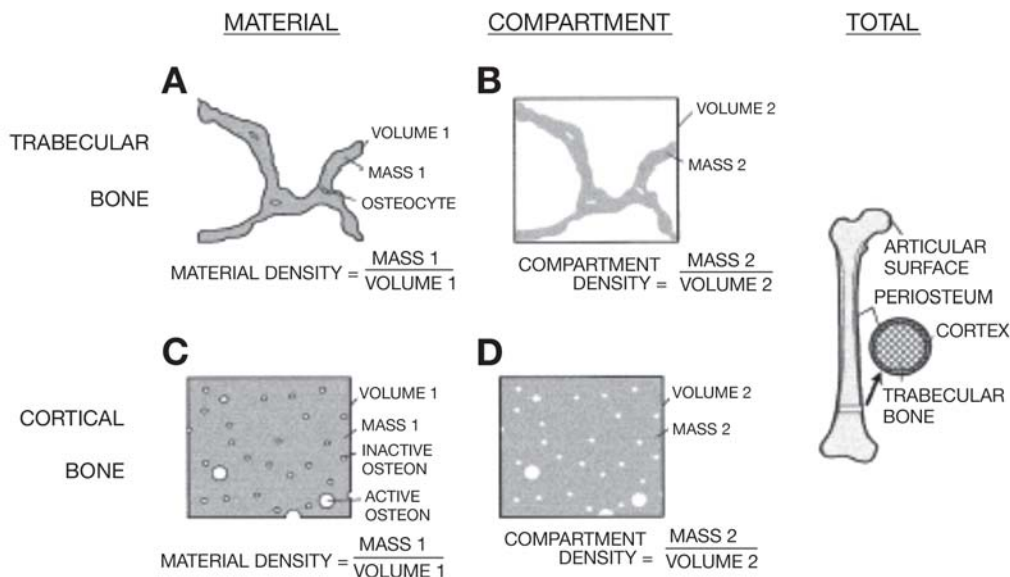 MATERIAL
COMPARTMENT
TOTAL
A
B
TRABECULAR
BONE
VOLUME 1
MASS 1
OSTEOCYTE
VOLUME 2
MASS 2
MATERIAL DENSITY = MASS 1
VOLUME 1
COMPARTMENT
DENSITY = MASS 2
VOLUME 2
ARTICULAR
SURFACE
PERIOSTEUM
CORTEX
TRABECULAR
BONE
C
D
CORTICAL
BONE
VOLUME 1
MASS 1
INACTIVE
OSTEON
ACTIVE
OSTEON
VOLUME 2
MASS 2
MATERIAL DENSITY = MASS 1
VOLUME 1
COMPARTMENT
DENSITY = MASS 2
VOLUME 2